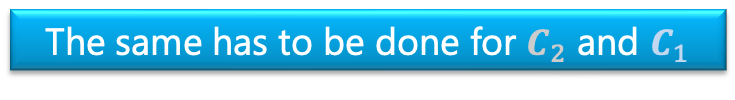 The same has to be done for C₂ and C₁